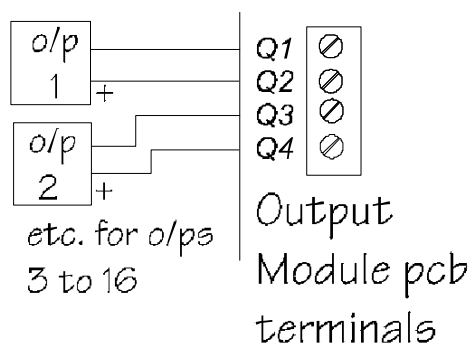 o/p
1
+
o/p
2
+
etc. for o/ps
3 to 16
Q1
Q2
Q3
Q4
Output
Module pcb
terminals